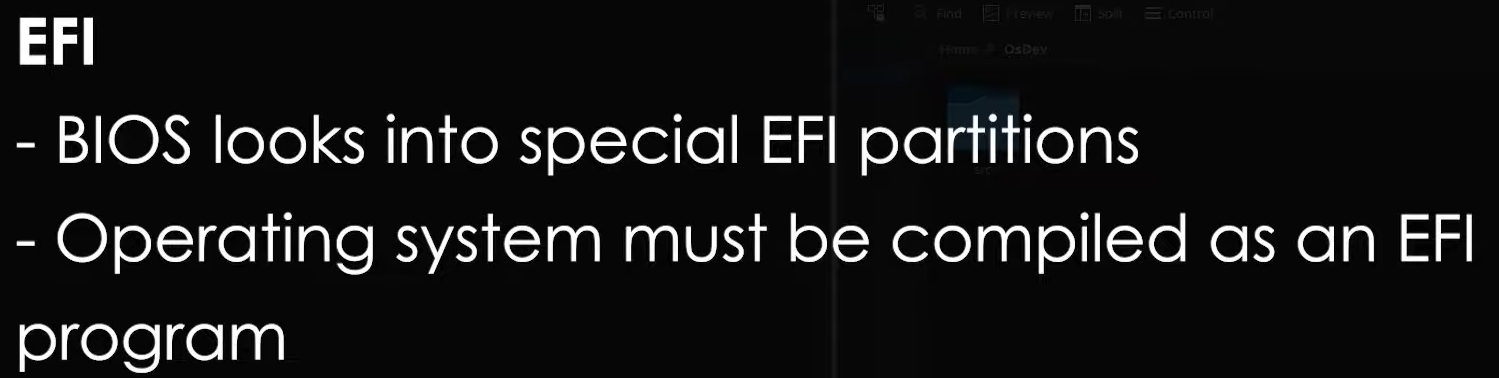 EFI
Find Preview Split Control
Home > OsDev
- BIOS looks into special EFI partitions
src
- Operating system must be compiled as an EFI
program